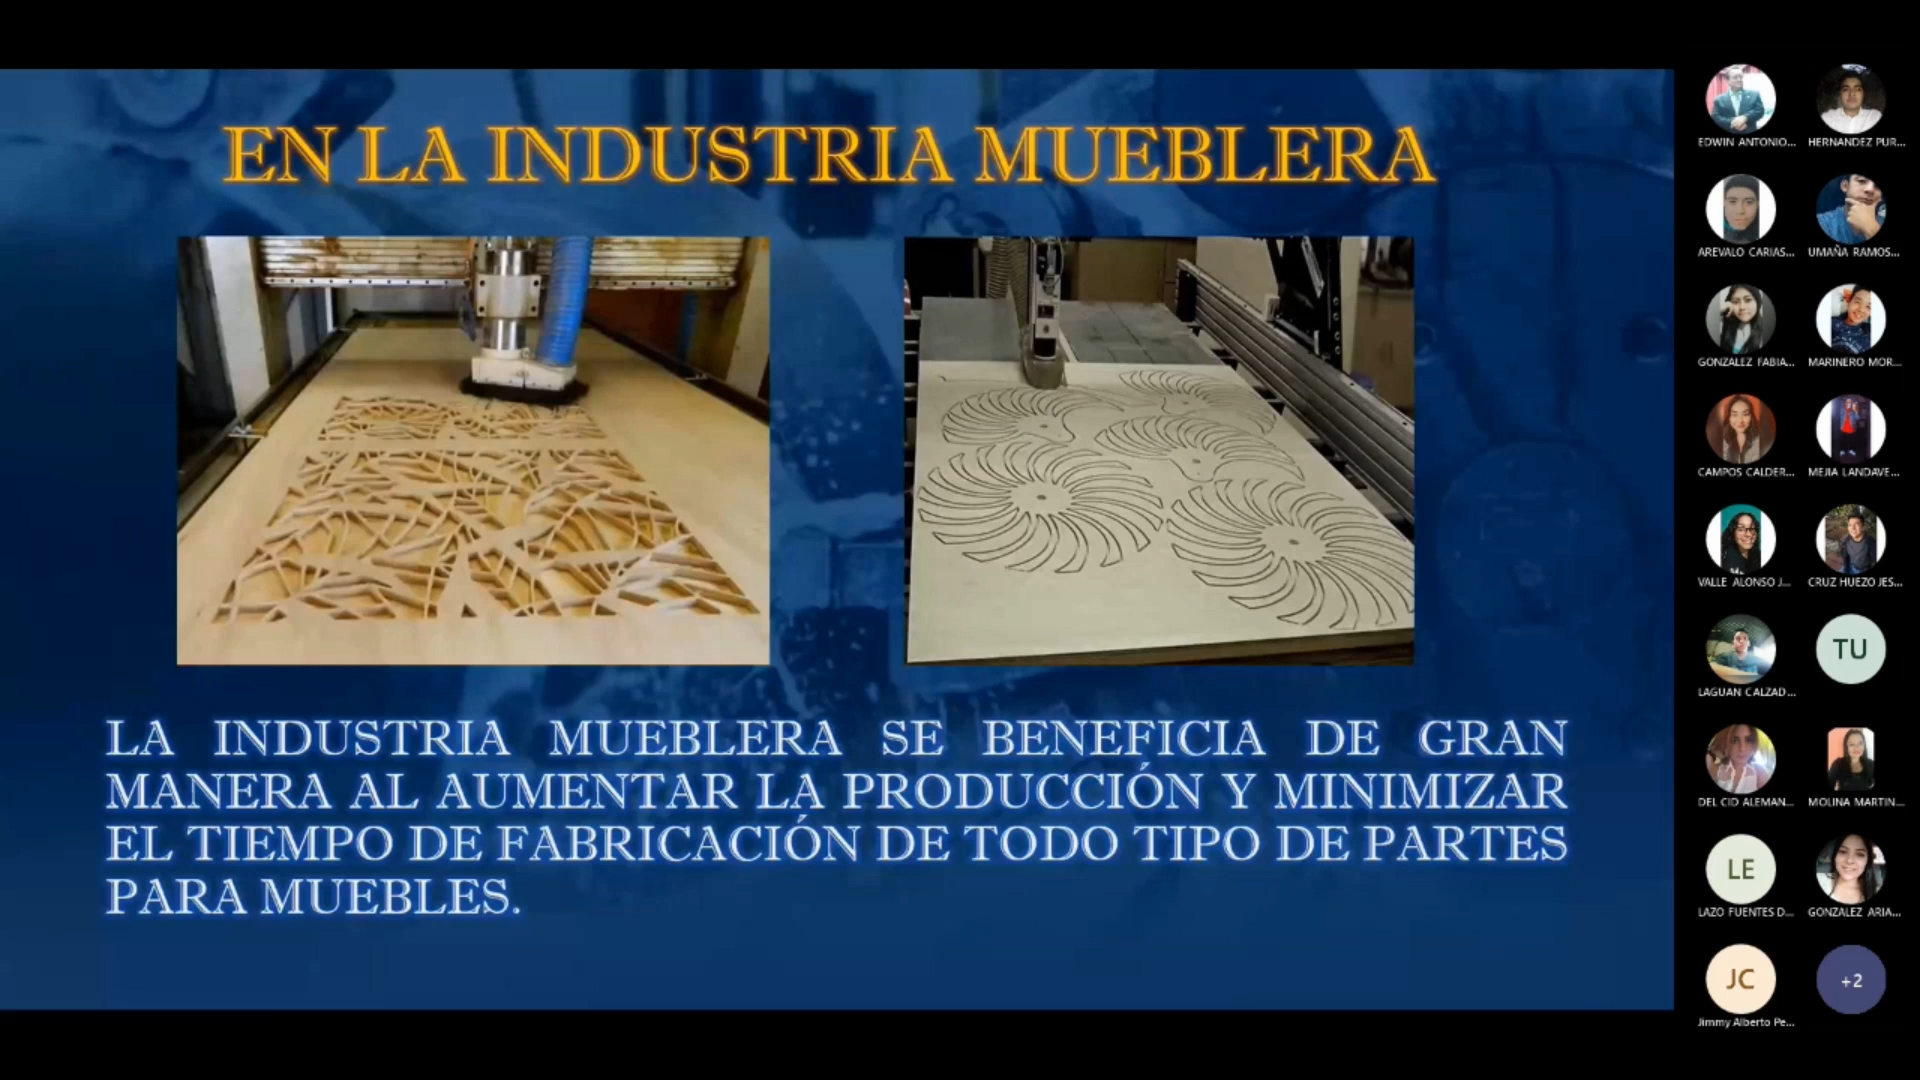 EN LA INDUSTRIA MUEBLERA
LA INDUSTRIA MUEBLERA SE BENEFICIA DE GRAN
MANERA AL AUMENTAR LA PRODUCCIÓN Y MINIMIZAR
EL TIEMPO DE FABRICACIÓN DE TODO TIPO DE PARTES
PARA MUEBLES.
EDWIN ANTONIO... HERNANDEZ PUR...
AREVALO CARIAS... UMAÑA RAMOS...
GONZALEZ FABIA... MARINERO MOR...
CAMPOS CALDER... MEJIA LANDAVE...
VALLE ALONSO J... CRUZ HUEZO JES...
TU
LAGUAN CALZAD...
DEL CID ALEMAN... MOLINA MARTIN...
LE
LAZO FUENTES D... GONZALEZ ARIA...
JC +2
Jimmy Alberto Pe...